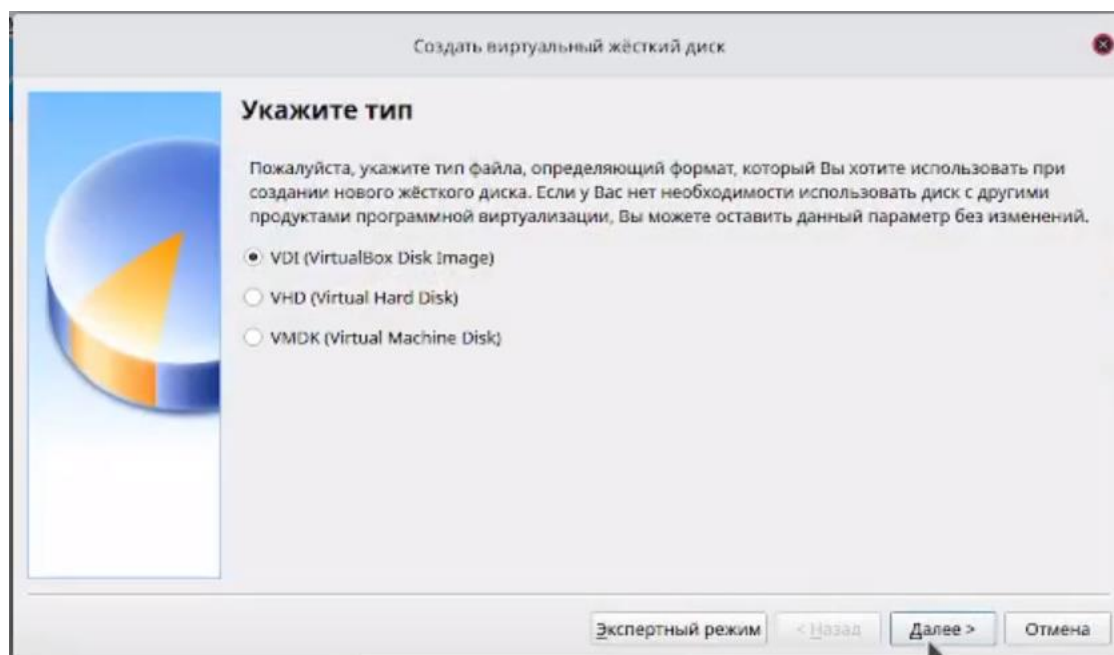 Создать виртуальный жёсткий диск
Укажите тип
Пожалуйста, укажите тип файла, определяющий формат, который Вы хотите использовать при
создании нового жёсткого диска. Если у Вас нет необходимости использовать диск с другими
продуктами программной виртуализации, Вы можете оставить данный параметр без изменений.
VDI (VirtualBox Disk Image)
VHD (Virtual Hard Disk)
VMDK (Virtual Machine Disk)
Экспертный режим < Назад Далее > Отмена